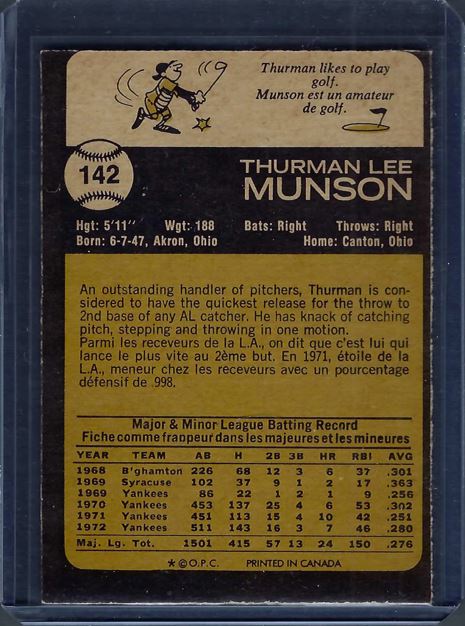 Thurman likes to play
golf.
Munson est un amateur
de golf.
142
THURMAN LEE
MUNSON
Hgt: 5'11" Wgt: 188 Bats: Right Throws: Right
Born: 6-7-47, Akron, Ohio Home: Canton, Ohio
An outstanding handler of pitchers, Thurman is con-
sidered to have the quickest release for the throw to
2nd base of any AL catcher. He has knack of catching
pitch, stepping and throwing in one motion.
Parmi les receveurs de la L.A., on dit que c'est lui qui
lance le plus vite au 2ème but. En 1971, étoile de la
L.A., meneur chez les receveurs avec un pourcentage
défensif de .998.
Major & Minor League Batting Record
Fiche comme frappeur dans les majeures et les mineures
YEAR TEAM AB H 2B 3B HR RBI AVG
1968 B'ghamton 226 68 12 3 6 37 .301
1969 Syracuse 102 37 9 1 2 17 .363
1969 Yankees 86 22 1 2 1 9 .256
1970 Yankees 453 137 25 4 6 53 .302
1971 Yankees 451 113 15 4 10 42 .251
1972 Yankees 511 143 16 3 7 46 .280
Maj. Lg. Tot. 1501 415 57 13 24 150 .276
*©O.P.C. PRINTED IN CANADA